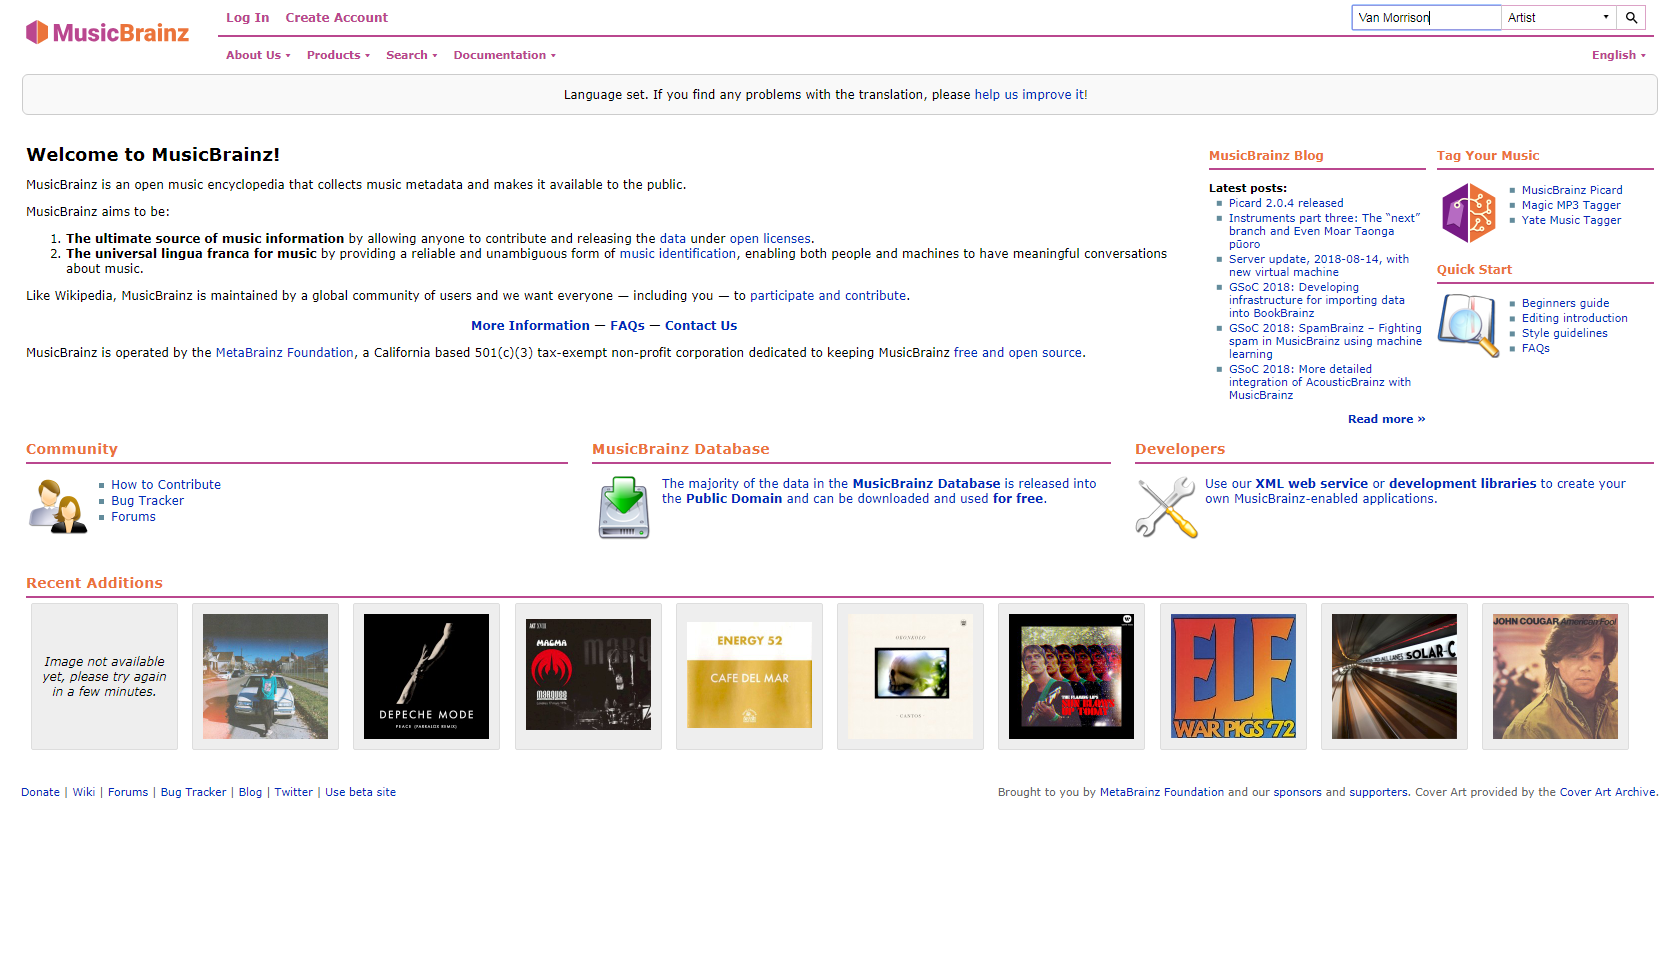 MusicBrainz
Log In Create Account
Van Morrison Artist
About Us Products Search Documentation
English
Language set. If you find any problems with the translation, please help us improve it!
Welcome to MusicBrainz!
MusicBrainz is an open music encyclopedia that collects music metadata and makes it available to the public.
MusicBrainz aims to be:
1. The ultimate source of music information by allowing anyone to contribute and releasing the data under open licenses.
2. The universal lingua franca for music by providing a reliable and unambiguous form of music identification, enabling both people and machines to have meaningful conversations
about music.
Like Wikipedia, MusicBrainz is maintained by a global community of users and we want everyone — including you — to participate and contribute.
More Information — FAQs — Contact Us
MusicBrainz is operated by the MetaBrainz Foundation, a California based 501(c)(3) tax-exempt non-profit corporation dedicated to keeping MusicBrainz free and open source.
MusicBrainz Blog
Latest posts:
Picard 2.0.4 released
Instruments part three: The “next”
branch and Even Moar Taonga
pūoro
Server update, 2018-08-14, with
new virtual machine
GSoC 2018: Developing
infrastructure for importing data
into BookBrainz
GSoC 2018: SpamBrainz – Fighting
spam in MusicBrainz using machine
learning
GSoC 2018: More detailed
integration of AcousticBrainz with
MusicBrainz
Read more »
Tag Your Music
MusicBrainz Picard
Magic MP3 Tagger
Yate Music Tagger
Quick Start
Beginners guide
Editing introduction
Style guidelines
FAQs
Community
How to Contribute
Bug Tracker
Forums
MusicBrainz Database
The majority of the data in the MusicBrainz Database is released into
the Public Domain and can be downloaded and used for free.
Developers
Use our XML web service or development libraries to create your
own MusicBrainz-enabled applications.
Recent Additions
Image not available
yet, please try again
in a few minutes.
DEPECHE MODE
PEACE (PARRALOX REMIX)
MAGMA
MARQUEE
ENERGY 52
CAFE DEL MAR
CANTOS
THE FLAMING LIPS
ELF
WAR PIGS '72
SOLAR-C
JOHN COUGAR American Fool
Donate | Wiki | Forums | Bug Tracker | Blog | Twitter | Use beta site
Brought to you by MetaBrainz Foundation and our sponsors and supporters. Cover Art provided by the Cover Art Archive.